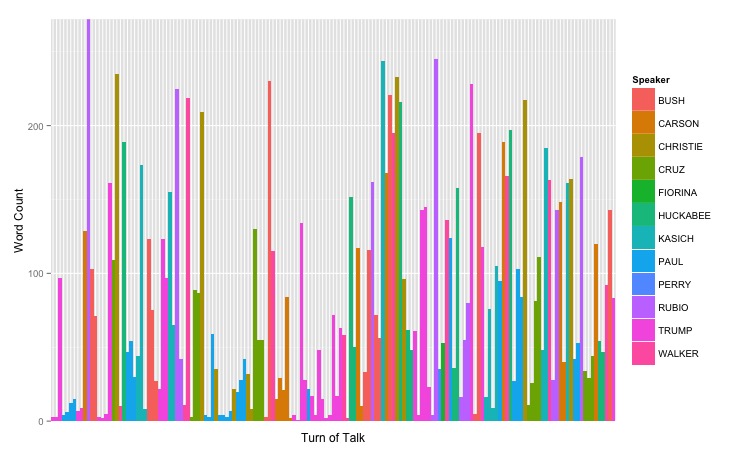 Word Count
200
100
0
Turn of Talk
Speaker
BUSH
CARSON
CHRISTIE
CRUZ
FIORINA
HUCKABEE
KASICH
PAUL
PERRY
RUBIO
TRUMP
WALKER